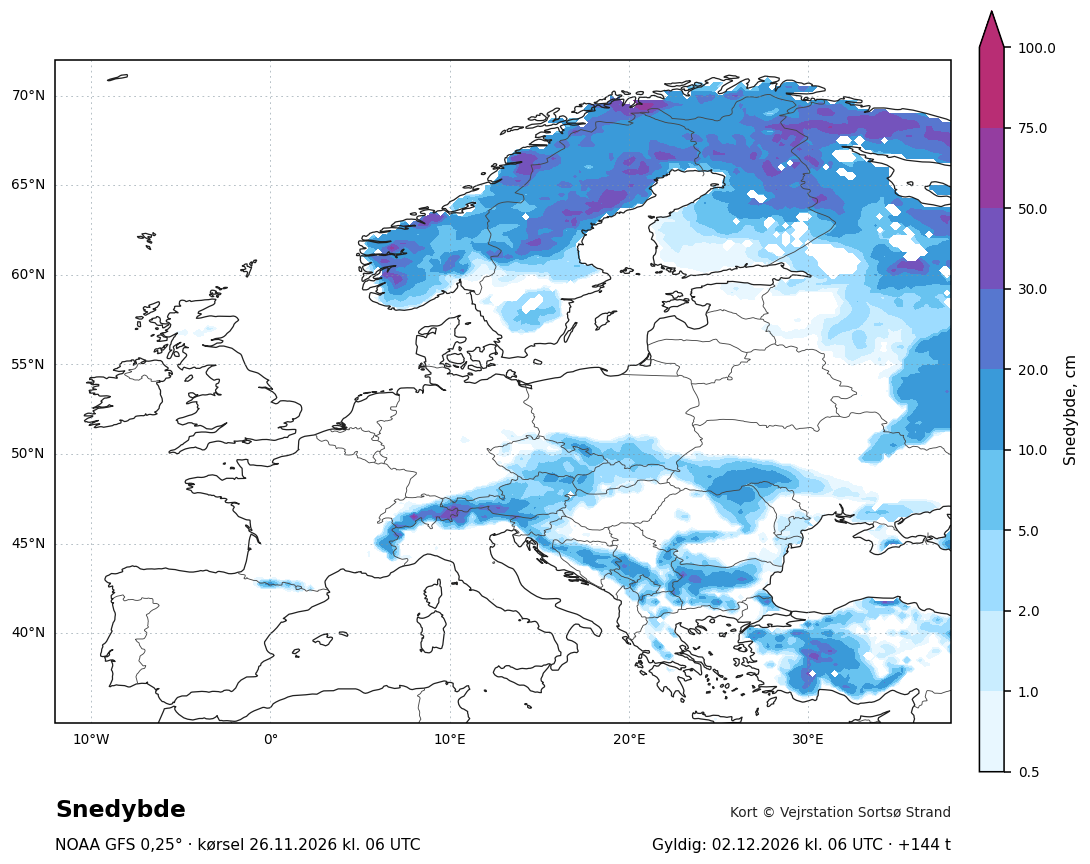 100.0
70°N
75.0
65°N
50.0
60°N
30.0
55°N
20.0
Snedybde, cm
50°N
10.0
45°N
5.0
40°N
2.0
1.0
10°W 0° 10°E 20°E 30°E
0.5
Snedybde
Kort © Vejrstation Sortsø Strand
NOAA GFS 0,25° · kørsel 26.11.2026 kl. 06 UTC
Gyldig: 02.12.2026 kl. 06 UTC · +144 t